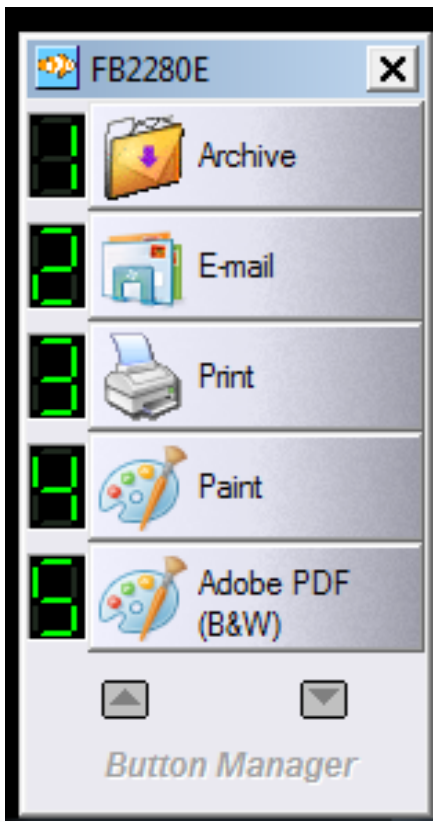 FB2280E
1 Archive
2 E-mail
3 Print
4 Paint
5 Adobe PDF
(B&W)
Button Manager